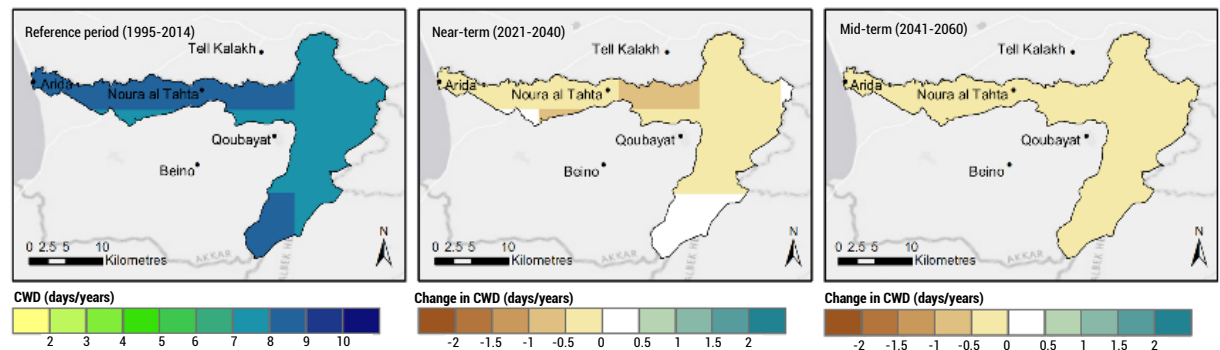 Reference period (1995-2014)
Tell Kalakh
Arida
Noura al Tahta
Qoubayat
Beino
0 2.5 5 10
Kilometres
AKKAR
N
CWD (days/years)
2 3 4 5 6 7 8 9 10
Near-term (2021-2040)
Tell Kalakh
Arida
Noura al Tahta
Qoubayat
Beino
0 2.5 5 10
Kilometres
AKKAR
N
Change in CWD (days/years)
-2 -1.5 -1 -0.5 0 0.5 1 1.5 2
Mid-term (2041-2060)
Tell Kalakh
Arida
Noura al Tahta
Qoubayat
Beino
0 2.5 5 10
Kilometres
AKKAR
N
Change in CWD (days/years)
-2 -1.5 -1 -0.5 0 0.5 1 1.5 2